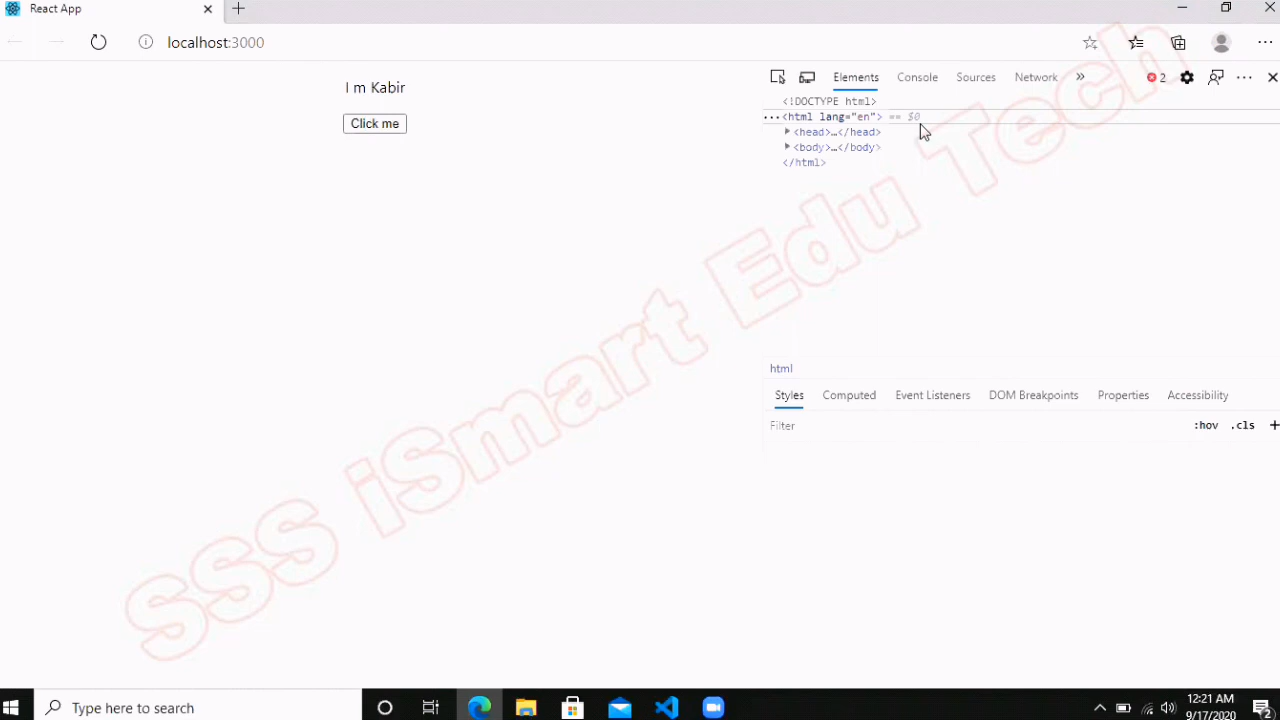 React App
localhost:3000
I m Kabir
Click me
Elements
Console
Sources
Network
»
2
<!DOCTYPE html>
<html lang="en"> == $0
<head>…</head>
<body>…</body>
</html>
html
Styles
Computed
Event Listeners
DOM Breakpoints
Properties
Accessibility
Filter
:hov
.cls
+
SSS iSmart Edu Tech
Type here to search
12:21 AM
9/17/2020
2